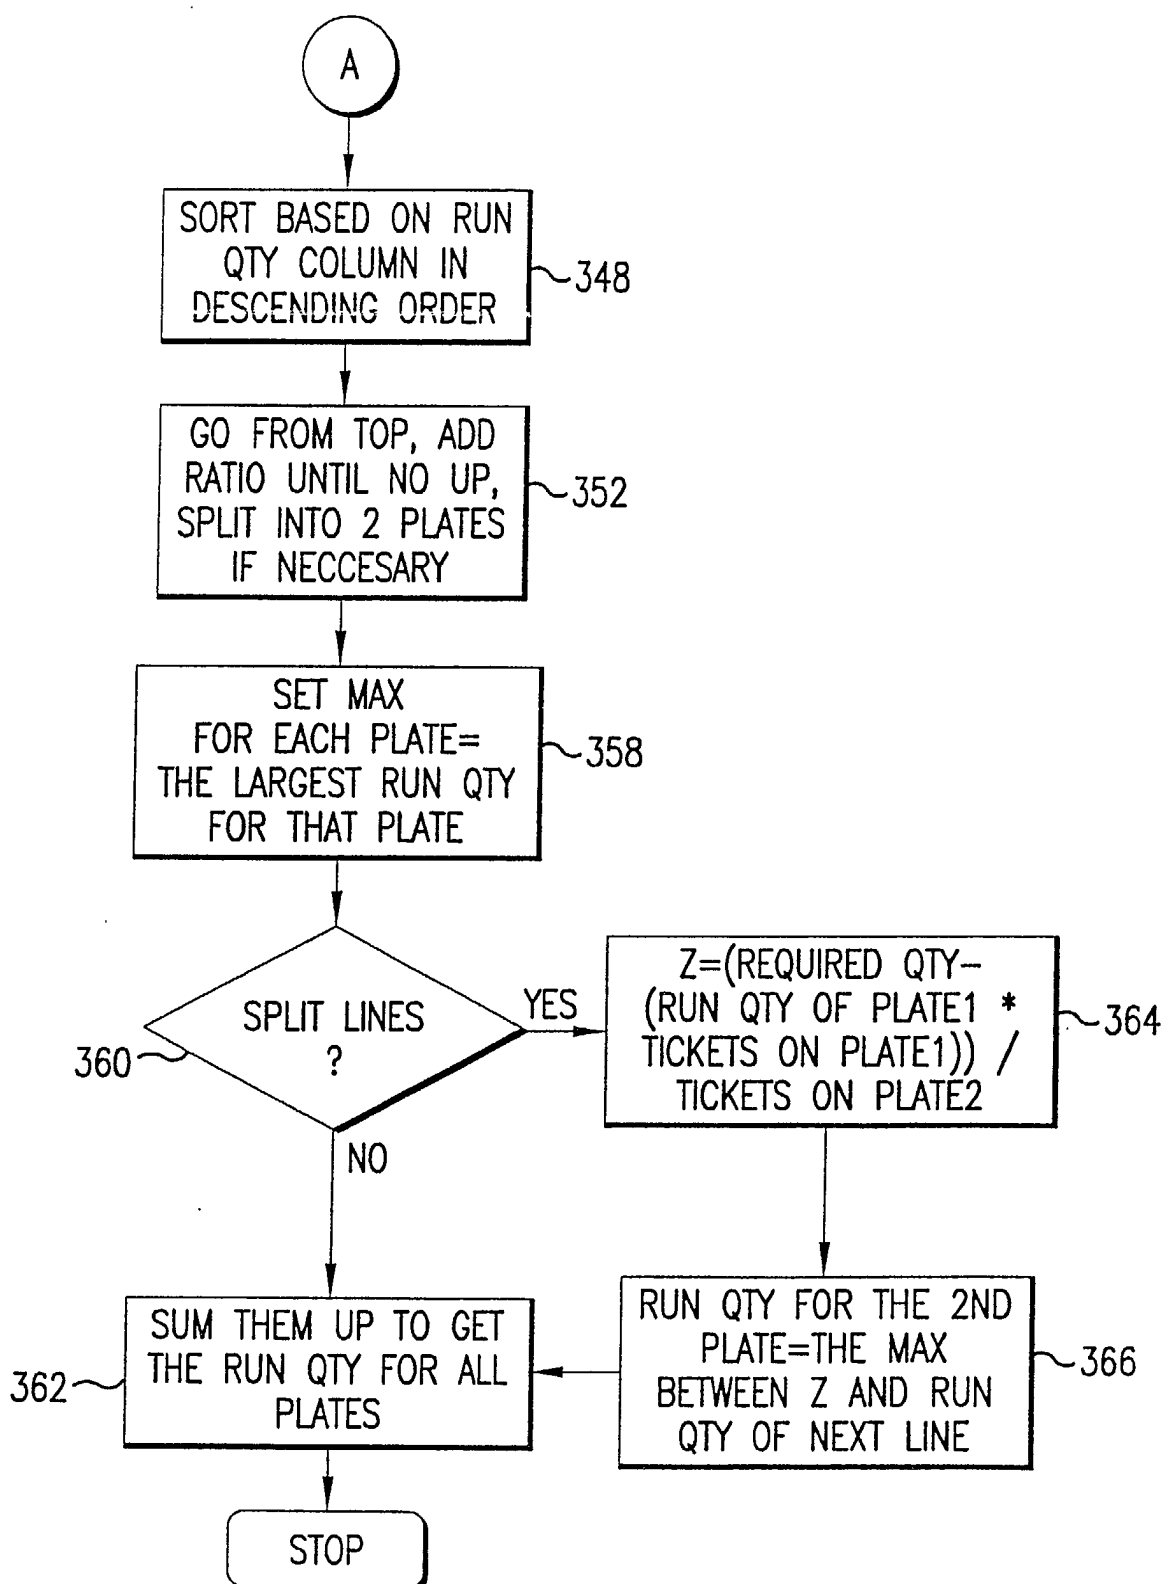 A
SORT BASED ON RUN
QTY COLUMN IN
DESCENDING ORDER
348
GO FROM TOP, ADD
RATIO UNTIL NO UP,
SPLIT INTO 2 PLATES
IF NECCESARY
352
SET MAX
FOR EACH PLATE=
THE LARGEST RUN QTY
FOR THAT PLATE
358
SPLIT LINES
?
360
YES
NO
Z=(REQUIRED QTY–
(RUN QTY OF PLATE1 *
TICKETS ON PLATE1)) /
TICKETS ON PLATE2
364
RUN QTY FOR THE 2ND
PLATE=THE MAX
BETWEEN Z AND RUN
QTY OF NEXT LINE
366
SUM THEM UP TO GET
THE RUN QTY FOR ALL
PLATES
362
STOP